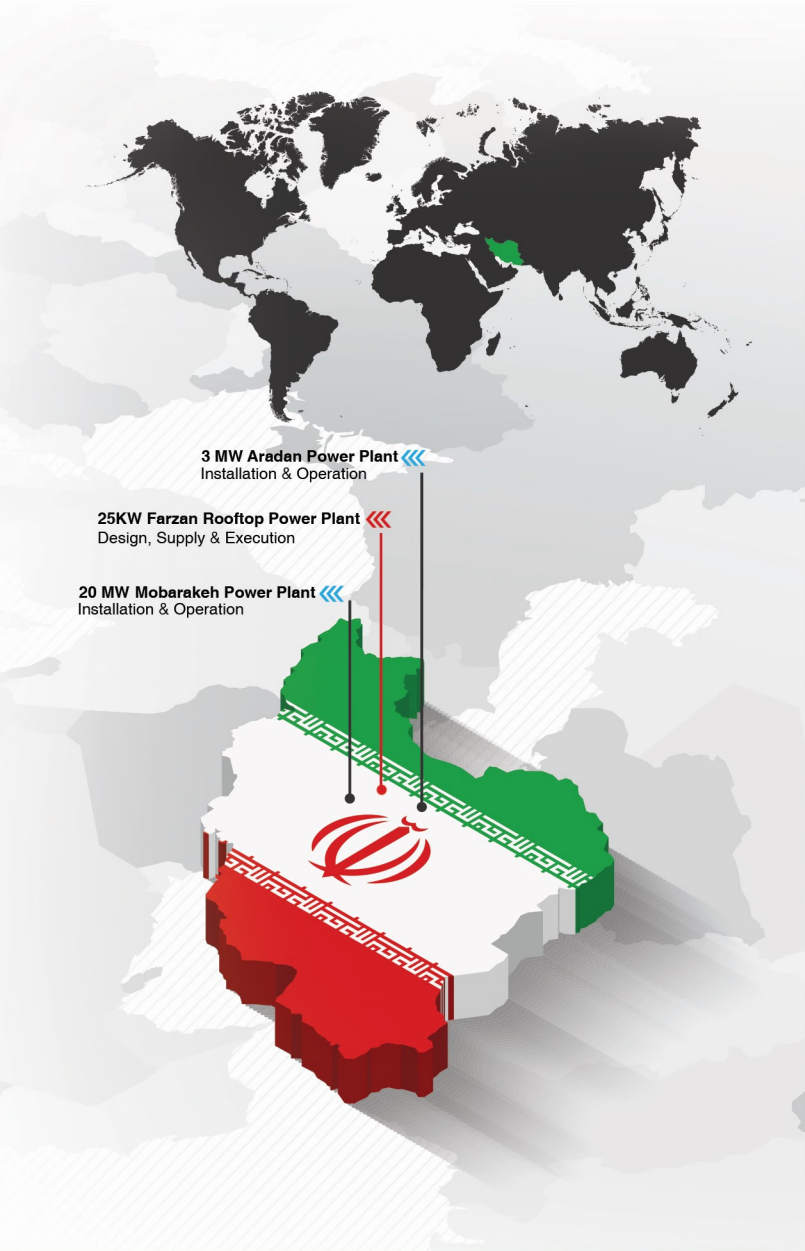 3 MW Aradan Power Plant
Installation & Operation
25KW Farzan Rooftop Power Plant
Design, Supply & Execution
20 MW Mobarakeh Power Plant
Installation & Operation